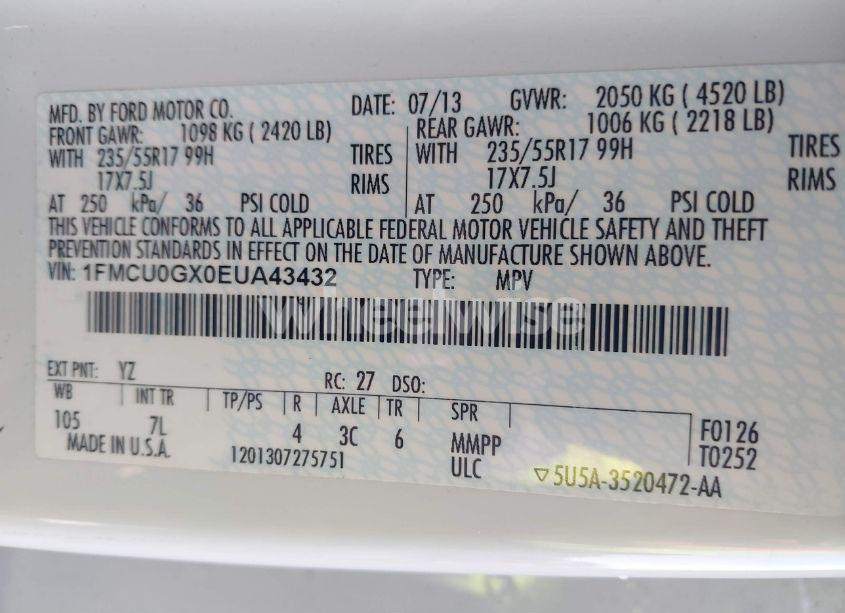 MFD. BY FORD MOTOR CO. DATE: 07/13 GVWR: 2050 KG ( 4520 LB)
FRONT GAWR: 1098 KG ( 2420 LB) REAR GAWR: 1006 KG ( 2218 LB)
WITH 235/55R17 99H TIRES WITH 235/55R17 99H TIRES
17X7.5J RIMS 17X7.5J RIMS
AT 250 kPa/ 36 PSI COLD AT 250 kPa/ 36 PSI COLD
THIS VEHICLE CONFORMS TO ALL APPLICABLE FEDERAL MOTOR VEHICLE SAFETY AND THEFT
PREVENTION STANDARDS IN EFFECT ON THE DATE OF MANUFACTURE SHOWN ABOVE.
VIN: 1FMCU0GX0EUA43432 TYPE: MPV
Wheelwise
EXT PNT: YZ RC: 27 DSO:
WB INT TR TP/PS R AXLE TR SPR
105 7L 4 3C 6 MMPP F0126
MADE IN U.S.A. 1201307275751 ULC T0252
5U5A-3520472-AA